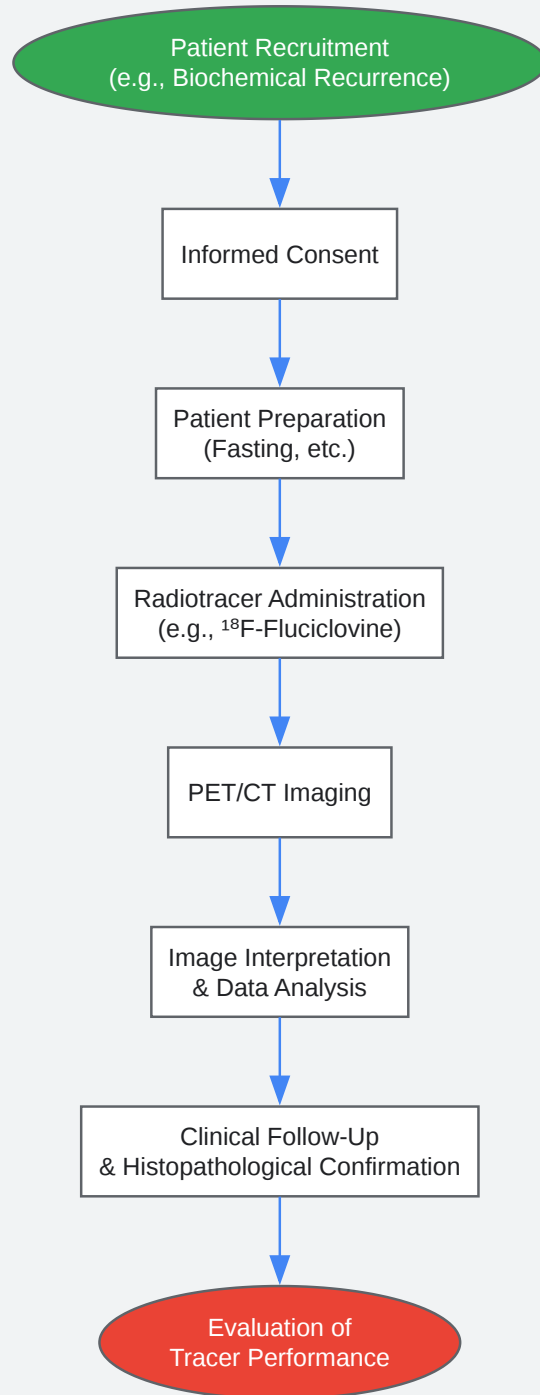 Patient Recruitment
(e.g., Biochemical Recurrence)
Informed Consent
Patient Preparation
(Fasting, etc.)
Radiotracer Administration
(e.g., ¹⁸F-Fluciclovine)
PET/CT Imaging
Image Interpretation
& Data Analysis
Clinical Follow-Up
& Histopathological Confirmation
Evaluation of
Tracer Performance